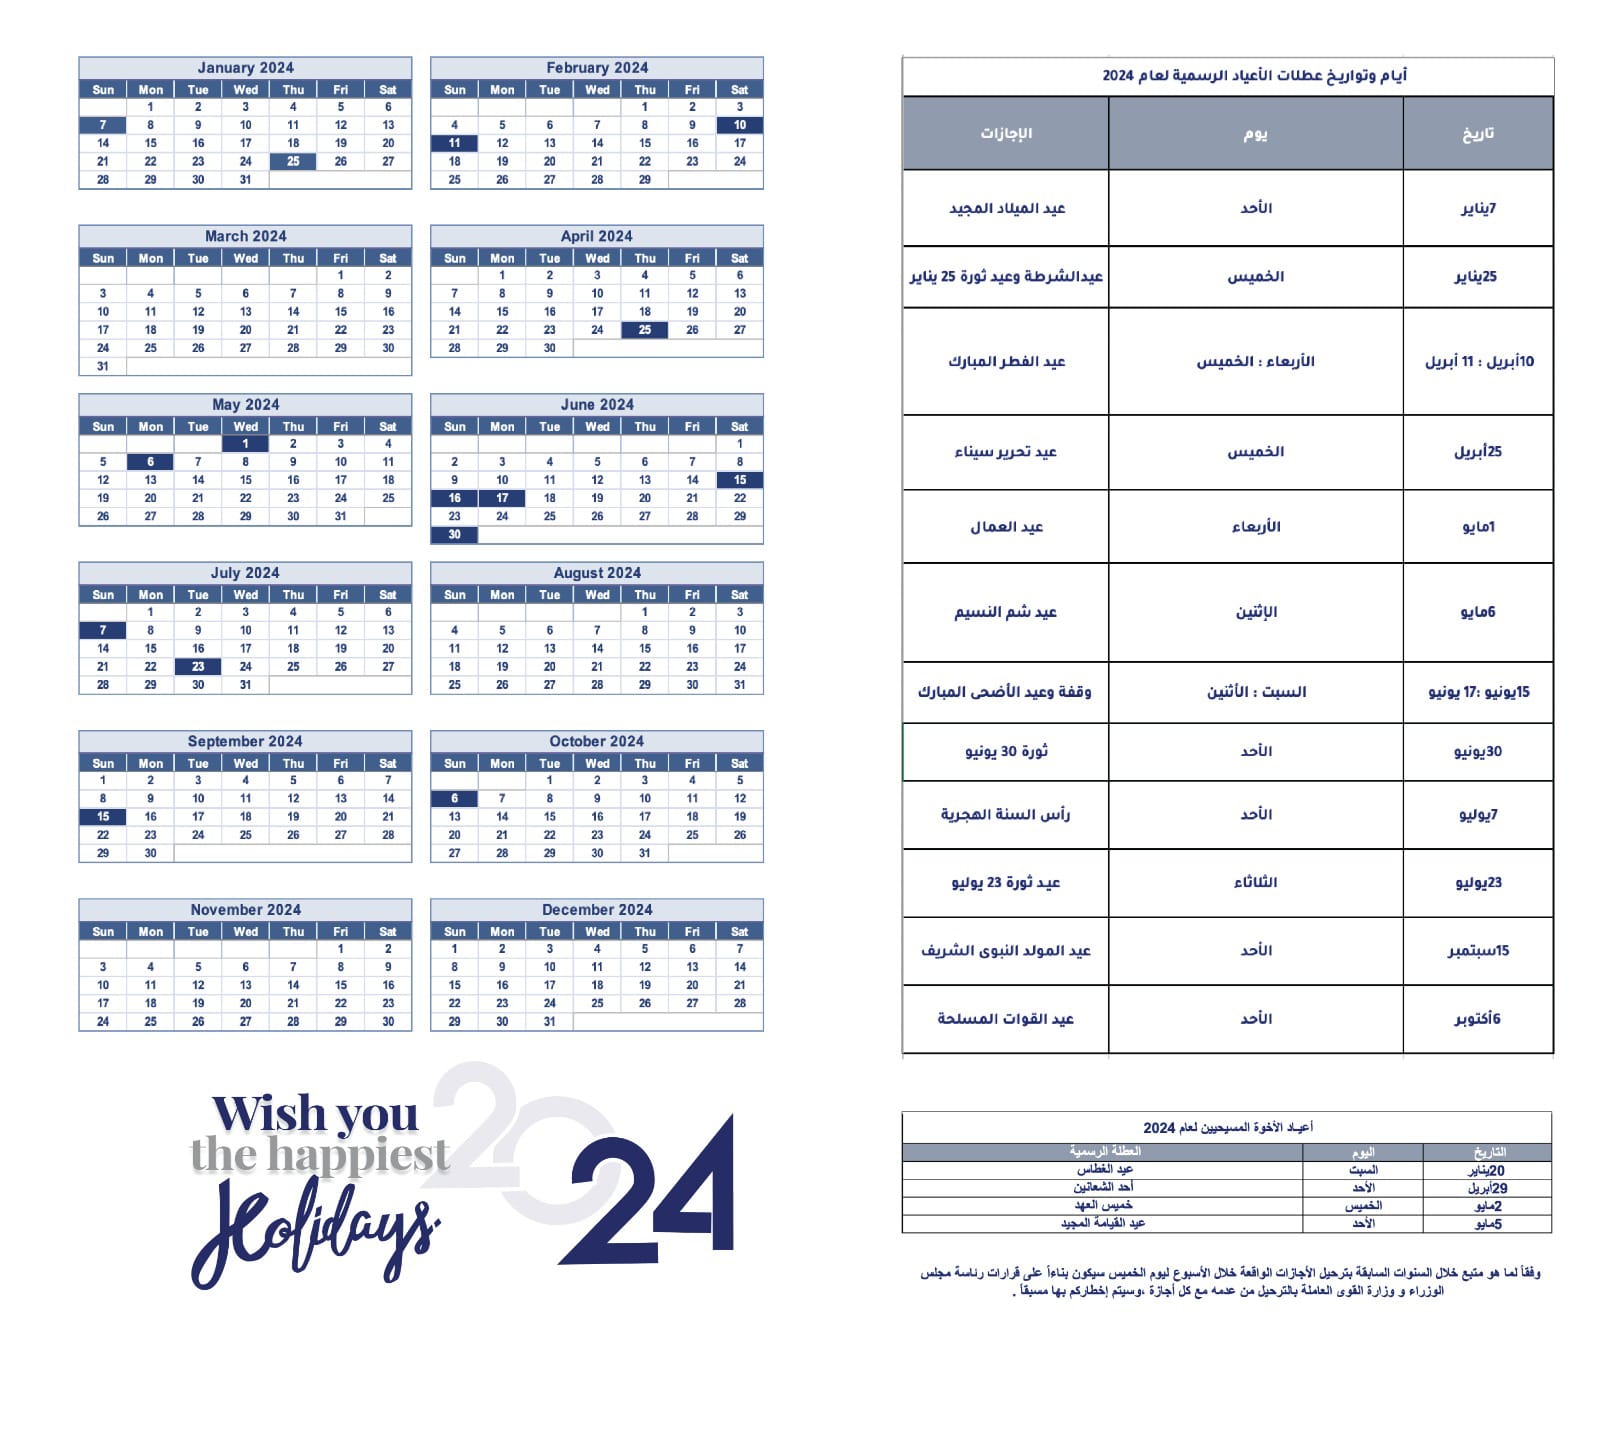 January 2024
Sun Mon Tue Wed Thu Fri Sat
1 2 3 4 5 6
7 8 9 10 11 12 13
14 15 16 17 18 19 20
21 22 23 24 25 26 27
28 29 30 31
February 2024
Sun Mon Tue Wed Thu Fri Sat
1 2 3
4 5 6 7 8 9 10
11 12 13 14 15 16 17
18 19 20 21 22 23 24
25 26 27 28 29
March 2024
Sun Mon Tue Wed Thu Fri Sat
1 2
3 4 5 6 7 8 9
10 11 12 13 14 15 16
17 18 19 20 21 22 23
24 25 26 27 28 29 30
31
April 2024
Sun Mon Tue Wed Thu Fri Sat
1 2 3 4 5 6
7 8 9 10 11 12 13
14 15 16 17 18 19 20
21 22 23 24 25 26 27
28 29 30
May 2024
Sun Mon Tue Wed Thu Fri Sat
1 2 3 4
5 6 7 8 9 10 11
12 13 14 15 16 17 18
19 20 21 22 23 24 25
26 27 28 29 30 31
June 2024
Sun Mon Tue Wed Thu Fri Sat
1
2 3 4 5 6 7 8
9 10 11 12 13 14 15
16 17 18 19 20 21 22
23 24 25 26 27 28 29
30
July 2024
Sun Mon Tue Wed Thu Fri Sat
1 2 3 4 5 6
7 8 9 10 11 12 13
14 15 16 17 18 19 20
21 22 23 24 25 26 27
28 29 30 31
August 2024
Sun Mon Tue Wed Thu Fri Sat
1 2 3
4 5 6 7 8 9 10
11 12 13 14 15 16 17
18 19 20 21 22 23 24
25 26 27 28 29 30 31
September 2024
Sun Mon Tue Wed Thu Fri Sat
1 2 3 4 5 6 7
8 9 10 11 12 13 14
15 16 17 18 19 20 21
22 23 24 25 26 27 28
29 30
October 2024
Sun Mon Tue Wed Thu Fri Sat
1 2 3 4 5
6 7 8 9 10 11 12
13 14 15 16 17 18 19
20 21 22 23 24 25 26
27 28 29 30 31
November 2024
Sun Mon Tue Wed Thu Fri Sat
1 2
3 4 5 6 7 8 9
10 11 12 13 14 15 16
17 18 19 20 21 22 23
24 25 26 27 28 29 30
December 2024
Sun Mon Tue Wed Thu Fri Sat
1 2 3 4 5 6 7
8 9 10 11 12 13 14
15 16 17 18 19 20 21
22 23 24 25 26 27 28
29 30 31
Wish you
the happiest
Holidays.
2024
أيام وتواريخ عطلات الأعياد الرسمية لعام 2024
تاريخ يوم الإجازات
7يناير الأحد عيد الميلاد المجيد
25يناير الخميس عيدالشرطة وعيد ثورة 25 يناير
10أبريل : 11 أبريل الأربعاء : الخميس عيد الفطر المبارك
25أبريل الخميس عيد تحرير سيناء
1مايو الأربعاء عيد العمال
6مايو الإثنين عيد شم النسيم
15يونيو :17 يونيو السبت : الأثنين وقفة وعيد الأضحى المبارك
30يونيو الأحد ثورة 30 يونيو
7يوليو الأحد رأس السنة الهجرية
23يوليو الثلاثاء عيد ثورة 23 يوليو
15سبتمبر الأحد عيد المولد النبوى الشريف
6أكتوبر الأحد عيد القوات المسلحة
أعيـاد الأخوة المسيحيين لعام 2024
التاريخ اليوم العطلة الرسمية
20يناير السبت عيد الغطاس
29أبريل الأحد أحد الشعانين
2مايو الخميس خميس العهد
5مايو الأحد عيد القيامة المجيد
وفقاً لما هو متبع خلال السنوات السابقة بترحيل الأجازات الواقعة خلال الأسبوع ليوم الخميس سيكون بناءاً على قرارات رئاسة مجلس
الوزراء و وزارة القوى العاملة بالترحيل من عدمه مع كل أجازة ،وسيتم إخطاركم بها مسبقاً .